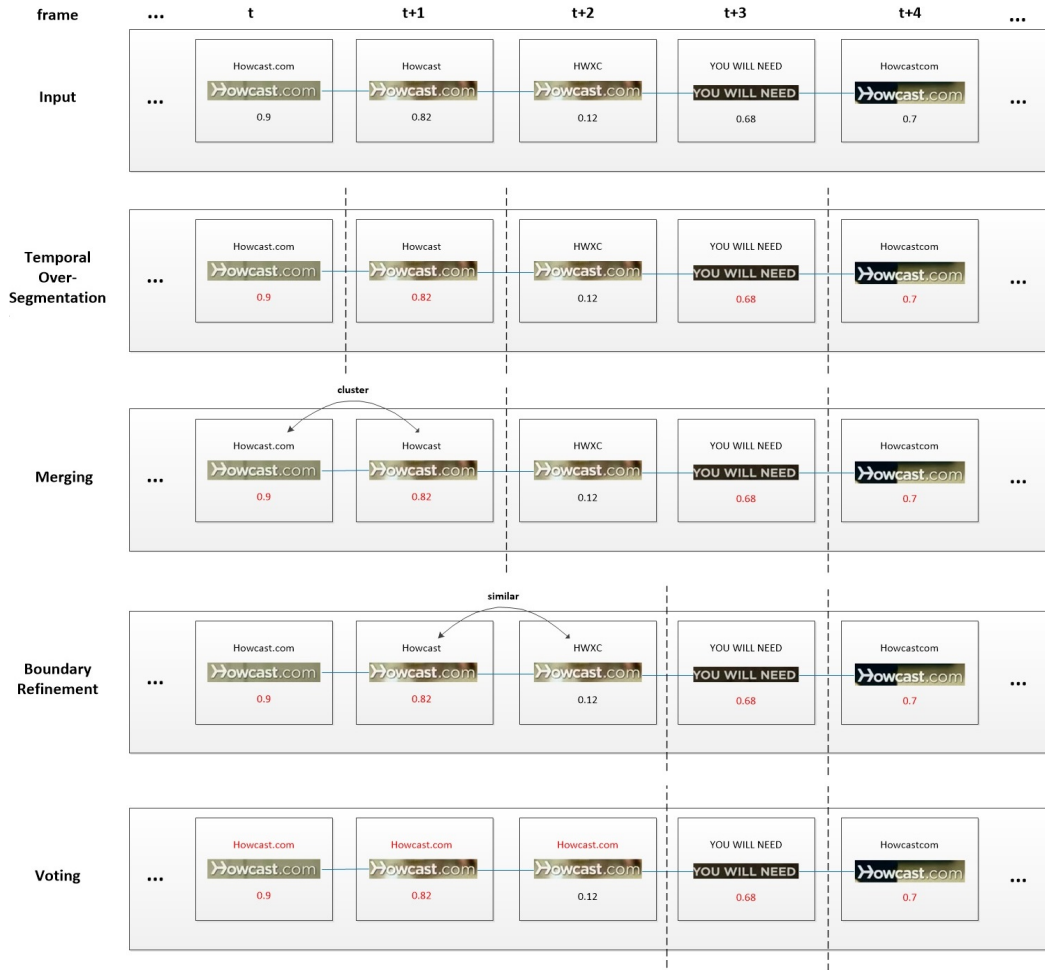 frame ... t t+1 t+2 t+3 t+4 ...
Input
...
Howcast.com Howcast HWXC YOU WILL NEED Howcastcom
Howcast.com Howcast.com Howcast.com YOU WILL NEED Howcast.com
0.9 0.82 0.12 0.68 0.7
...
Temporal
Over-
Segmentation
...
Howcast.com Howcast HWXC YOU WILL NEED Howcastcom
Howcast.com Howcast.com Howcast.com YOU WILL NEED Howcast.com
0.9 0.82 0.12 0.68 0.7
...
cluster
Merging
...
Howcast.com Howcast HWXC YOU WILL NEED Howcastcom
Howcast.com Howcast.com Howcast.com YOU WILL NEED Howcast.com
0.9 0.82 0.12 0.68 0.7
...
similar
Boundary
Refinement
...
Howcast.com Howcast HWXC YOU WILL NEED Howcastcom
Howcast.com Howcast.com Howcast.com YOU WILL NEED Howcast.com
0.9 0.82 0.12 0.68 0.7
...
Voting
...
Howcast.com Howcast.com Howcast.com YOU WILL NEED Howcastcom
Howcast.com Howcast.com Howcast.com YOU WILL NEED Howcast.com
0.9 0.82 0.12 0.68 0.7
...